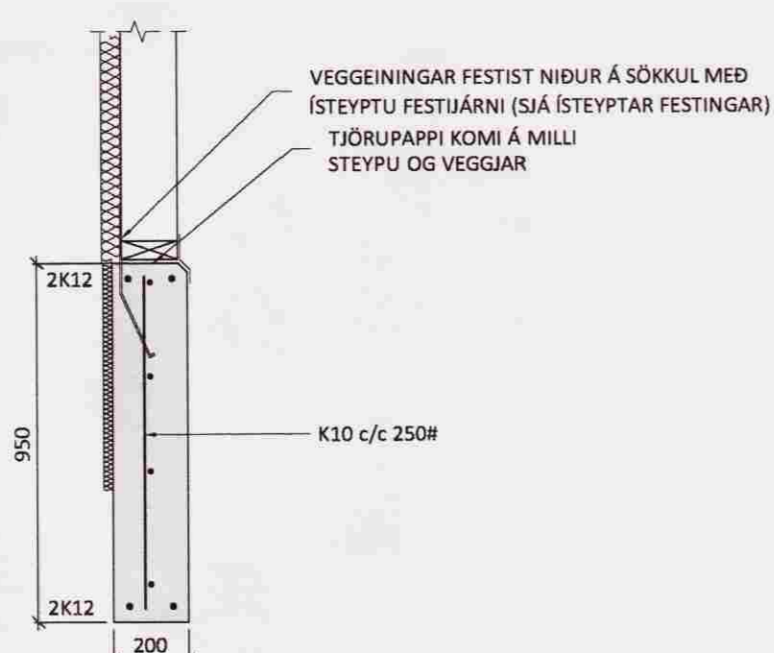 VEGGEININGAR FESTIST NIÐUR Á SÖKKUL MEÐ
ÍSTEYPTU FESTIJÁRNI (SJÁ ÍSTEYPTAR FESTINGAR)
TJÖRUPAPPI KOMI Á MILLI
STEYPU OG VEGGJAR
2K12
950
K10 c/c 250#
2K12
200